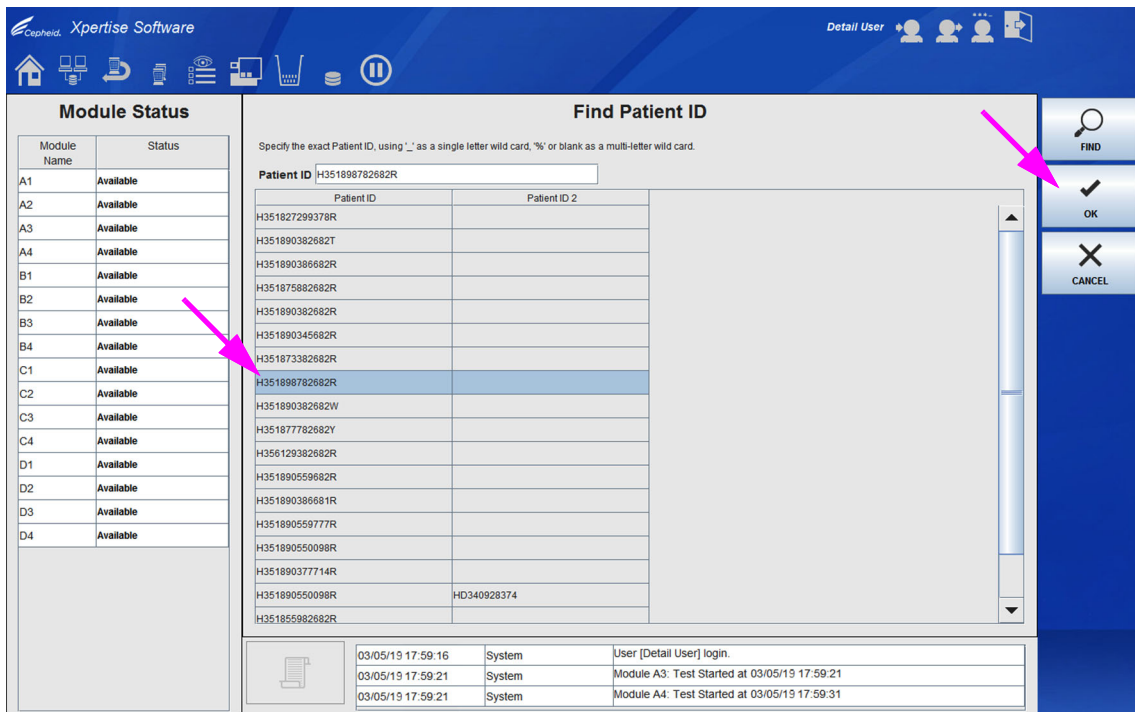 Cepheid. Xpertise Software
Detail User
Module Status
Module Name Status
A1 Available
A2 Available
A3 Available
A4 Available
B1 Available
B2 Available
B3 Available
B4 Available
C1 Available
C2 Available
C3 Available
C4 Available
D1 Available
D2 Available
D3 Available
D4 Available
Find Patient ID
Specify the exact Patient ID, using '_' as a single letter wild card, '%' or blank as a multi-letter wild card.
Patient ID H351898782682R
Patient ID Patient ID 2
H351827299378R
H351890382682T
H351890386682R
H351875882682R
H351890382682R
H351890345682R
H351873382682R
H351898782682R
H351890382682W
H351877782682Y
H356129382682R
H351890559682R
H351890386681R
H351890559777R
H351890550098R
H351890377714R
H351890550098R HD340928374
H351855982682R
03/05/19 17:59:16 System User [Detail User] login.
03/05/19 17:59:21 System Module A3: Test Started at 03/05/19 17:59:21
03/05/19 17:59:21 System Module A4: Test Started at 03/05/19 17:59:31
FIND
OK
CANCEL